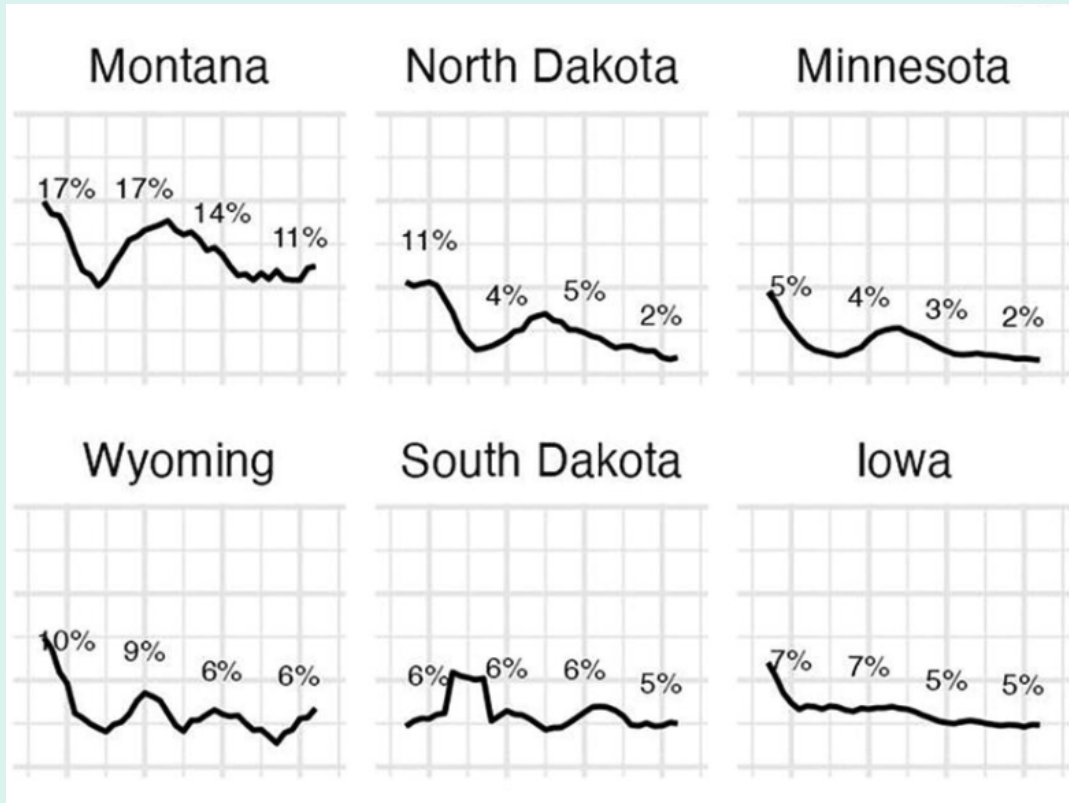 Montana
North Dakota
Minnesota
17% 17% 14% 11%
11% 4% 5% 2%
5% 4% 3% 2%
Wyoming
South Dakota
Iowa
10% 9% 6% 6%
6% 6% 6% 5%
7% 7% 5% 5%